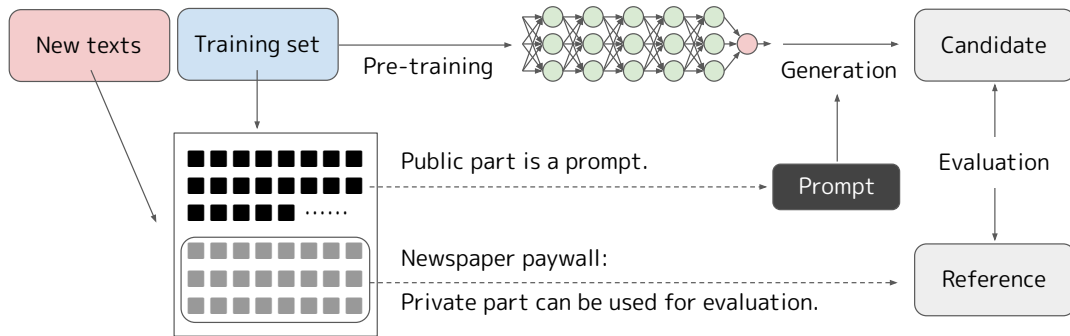 New texts
Training set
Pre-training
Generation
Candidate
Public part is a prompt.
Prompt
Evaluation
......
Newspaper paywall:
Private part can be used for evaluation.
Reference